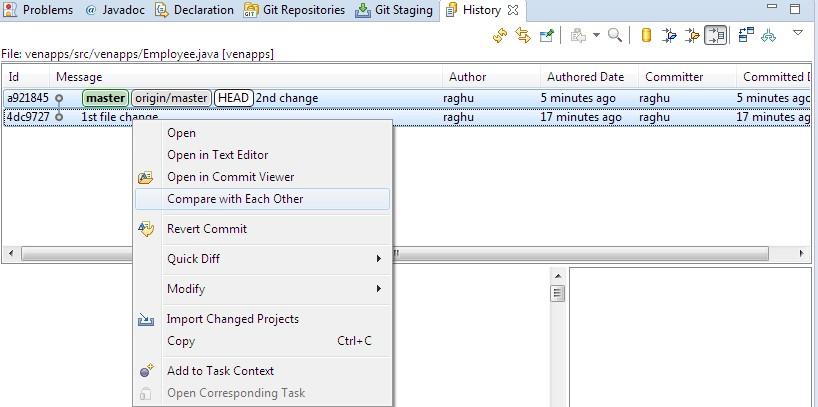 Problems @ Javadoc Declaration Git Repositories Git Staging History
File: venapps/src/venapps/Employee.java [venapps]
Id Message Author Authored Date Committer Committed D
a921845 master origin/master HEAD 2nd change raghu 5 minutes ago raghu 5 minutes ago
4dc9727 1st file change raghu 17 minutes ago raghu 17 minutes ag
Open
Open in Text Editor
Open in Commit Viewer
Compare with Each Other
Revert Commit
Quick Diff
Modify
Import Changed Projects
Copy Ctrl+C
Add to Task Context
Open Corresponding Task